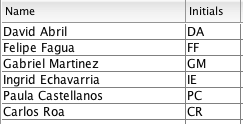 Name Initials
David Abril DA
Felipe Fagua FF
Gabriel Martinez GM
Ingrid Echavarria IE
Paula Castellanos PC
Carlos Roa CR